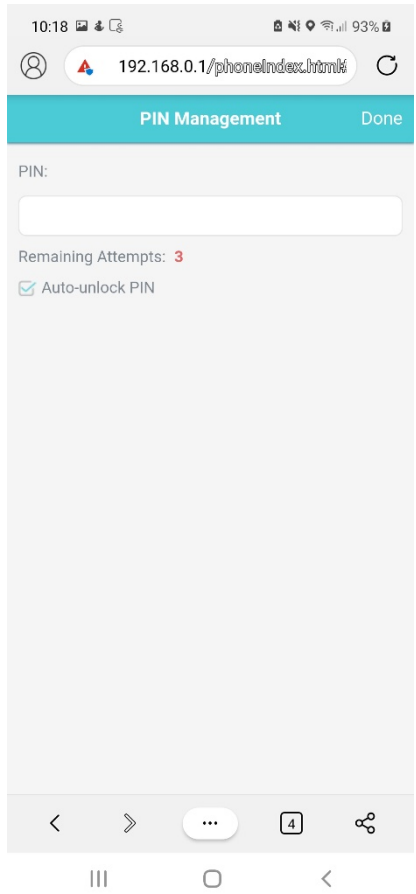 10:18 93%
192.168.0.1/phoneIndex.html#
PIN Management Done
PIN:
Remaining Attempts: 3
Auto-unlock PIN
4